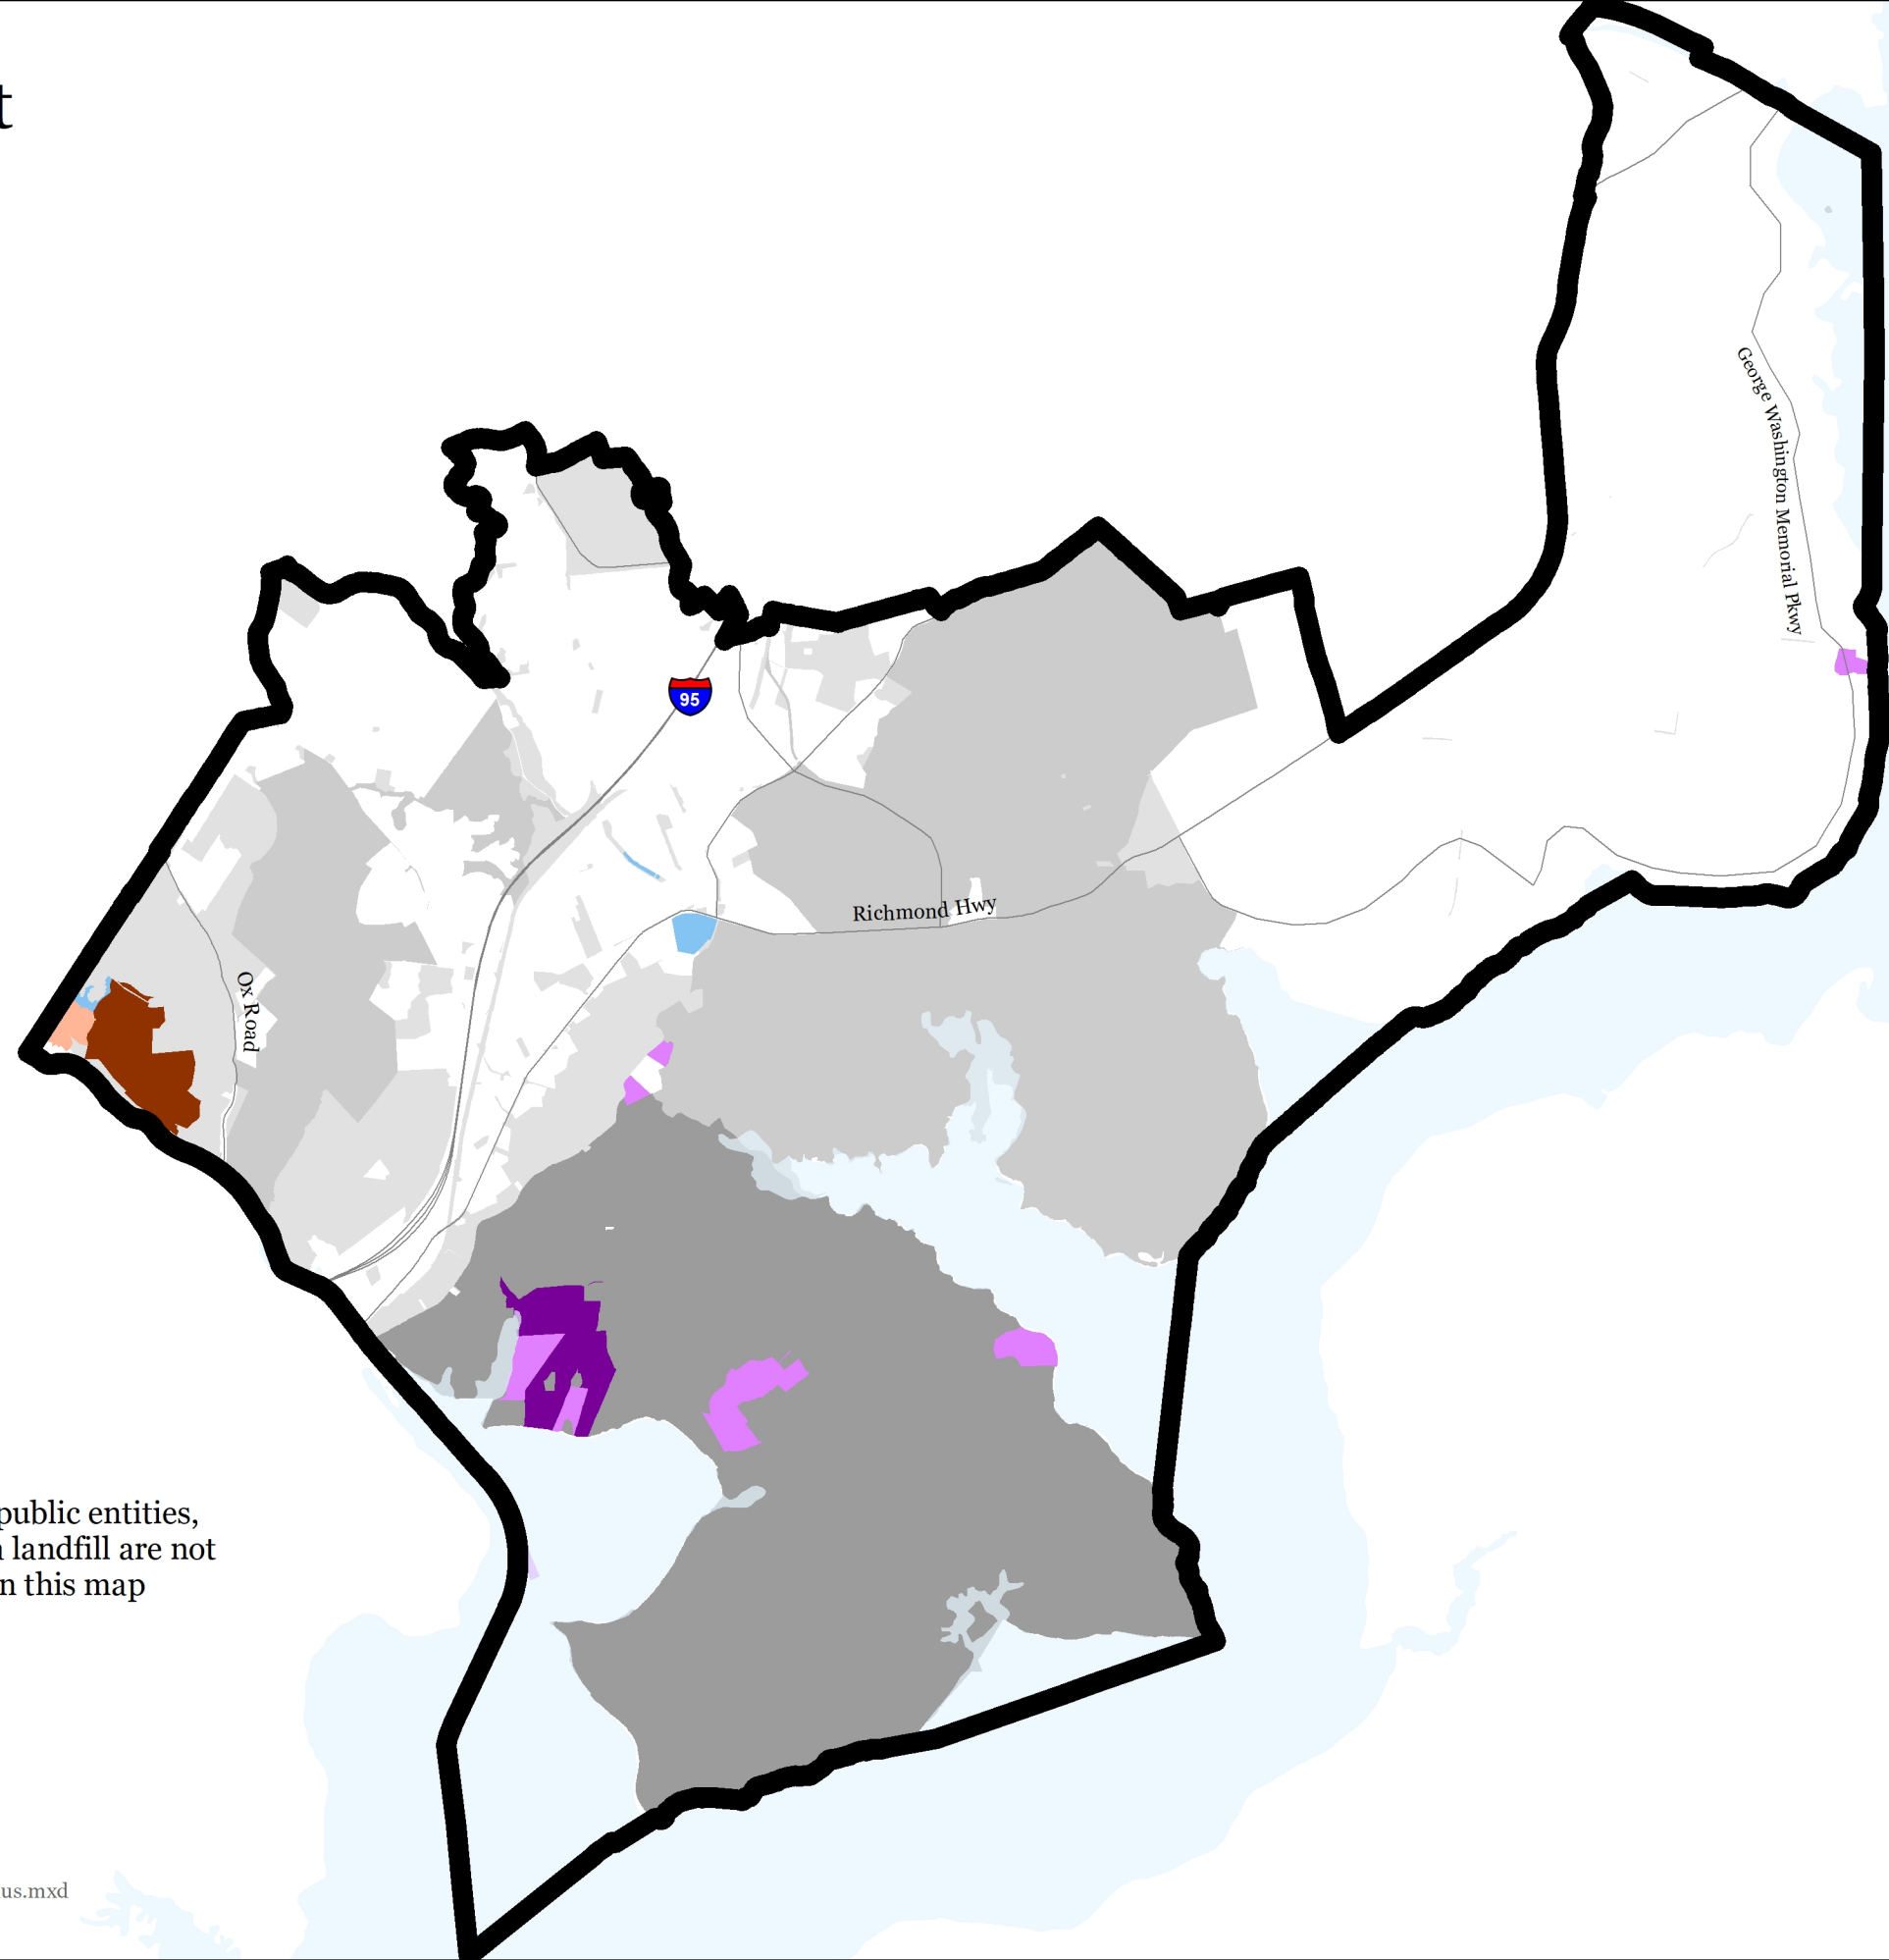 t
George Washington Memorial Pkwy
95
Richmond Hwy
Ox Road
public entities,
landfill are not
n this map
us.mxd